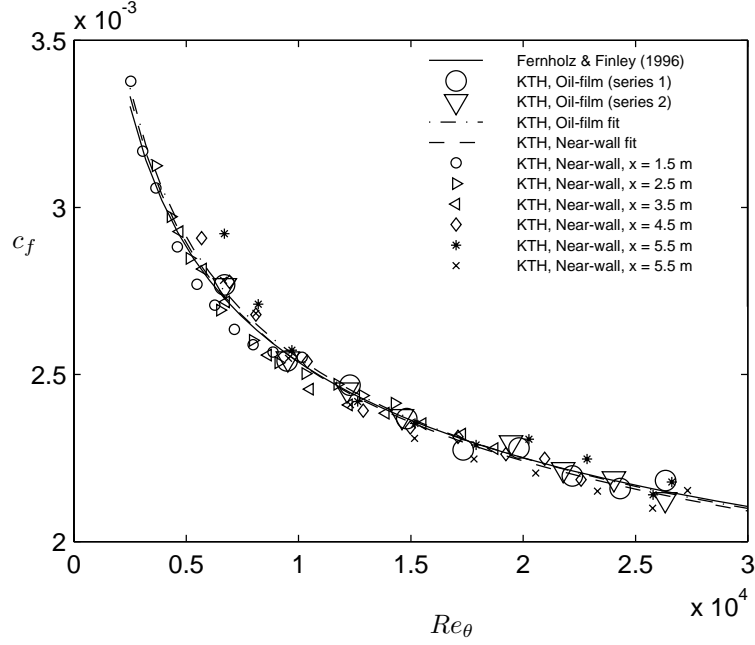 x 10⁻³
3.5
3
2.5
2
c_f
Fernholz & Finley (1996)
KTH, Oil-film (series 1)
KTH, Oil-film (series 2)
KTH, Oil-film fit
KTH, Near-wall fit
KTH, Near-wall, x = 1.5 m
KTH, Near-wall, x = 2.5 m
KTH, Near-wall, x = 3.5 m
KTH, Near-wall, x = 4.5 m
KTH, Near-wall, x = 5.5 m
KTH, Near-wall, x = 5.5 m
0 0.5 1 1.5 2 2.5 3
x 10⁴
Re_θ